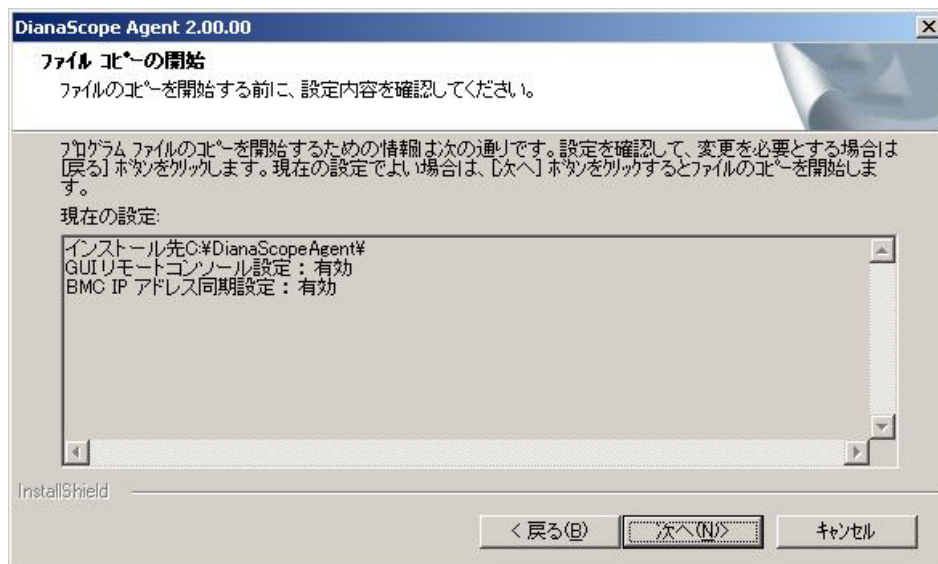 DianaScope Agent 2.00.00
ファイル コピーの開始
ファイルのコピーを開始する前に、設定内容を確認してください。
プログラム ファイルのコピーを開始するための情報は次の通りです。設定を確認して、変更を必要とする場合は
[戻る] ボタンをクリックします。現在の設定でよい場合は、[次へ] ボタンをクリックするとファイルのコピーを開始しま
す。
現在の設定:
インストール先C:¥DianaScopeAgent¥
GUIリモートコンソール設定：有効
BMC IP アドレス同期設定：有効
InstallShield
< 戻る(B)
次へ(N)>
キャンセル